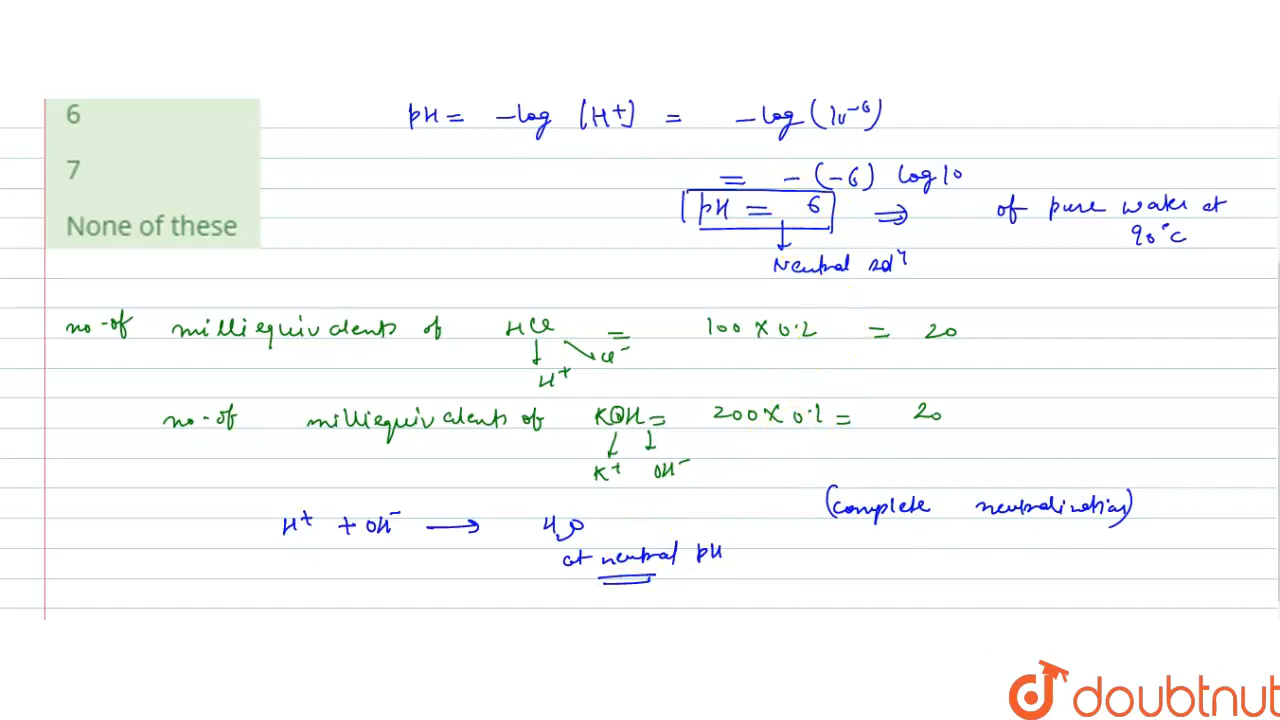 6
7
None of these
pH = -log [H+] = -log (10⁻⁶)
= -(-6) log10
pH = 6 ⇒ of pure water at 90°C
Neutral solⁿ
no-of milliequivalents of HCl = 100 × 0.2 = 20
H+ Cl⁻
no-of milliequivalents of KOH = 200 × 0.1 = 20
K+ OH⁻
(complete neutralization)
H+ + OH⁻ → H₂O
at neutral pH
doubtnut